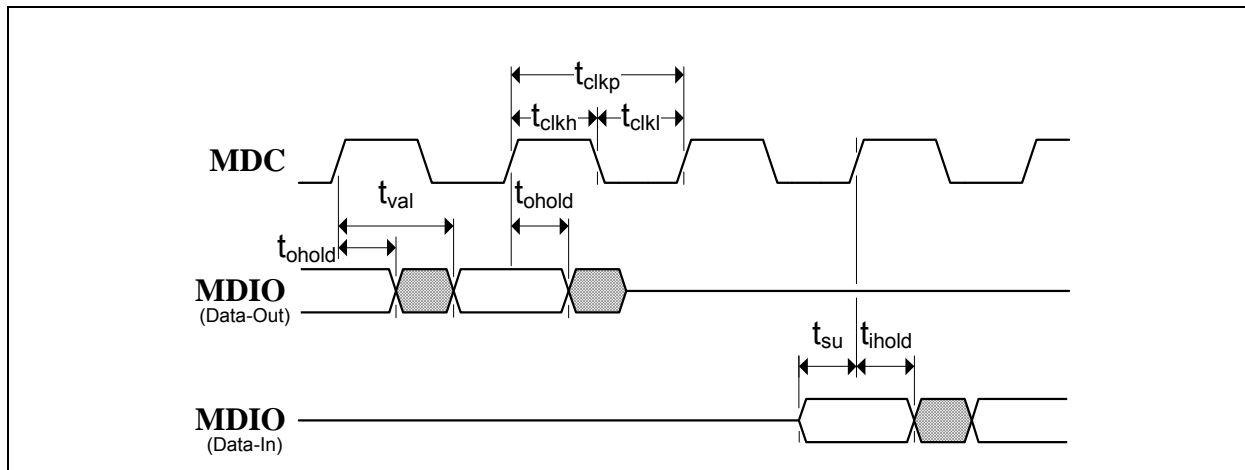 tclkp
tclkh tclkl
MDC
tval
tohold
tohold
MDIO
(Data-Out)
tsu tihold
MDIO
(Data-In)